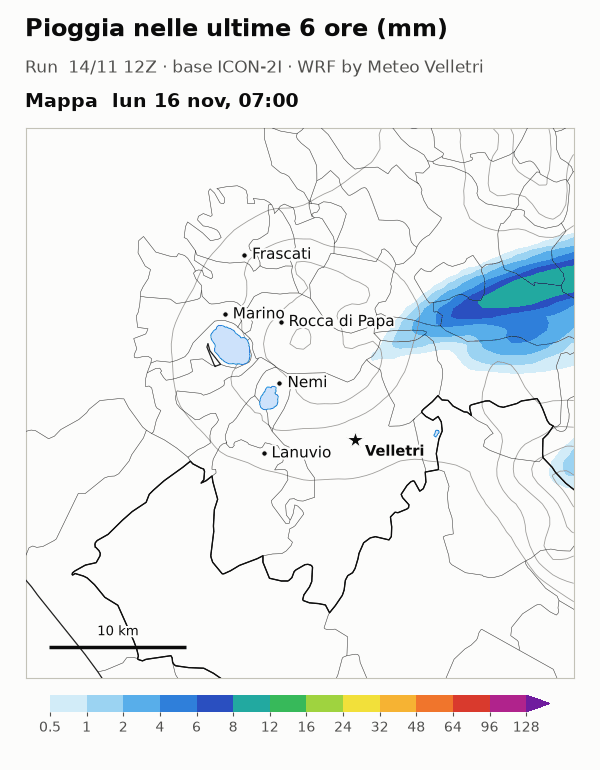 Pioggia nelle ultime 6 ore (mm)
Run  14/11 12Z · base ICON-2I · WRF by Meteo Velletri
Mappa  lun 16 nov, 07:00
Frascati
Marino
Rocca di Papa
Nemi
Velletri
Lanuvio
10 km
0.5 1 2 4 6 8 12 16 24 32 48 64 96 128